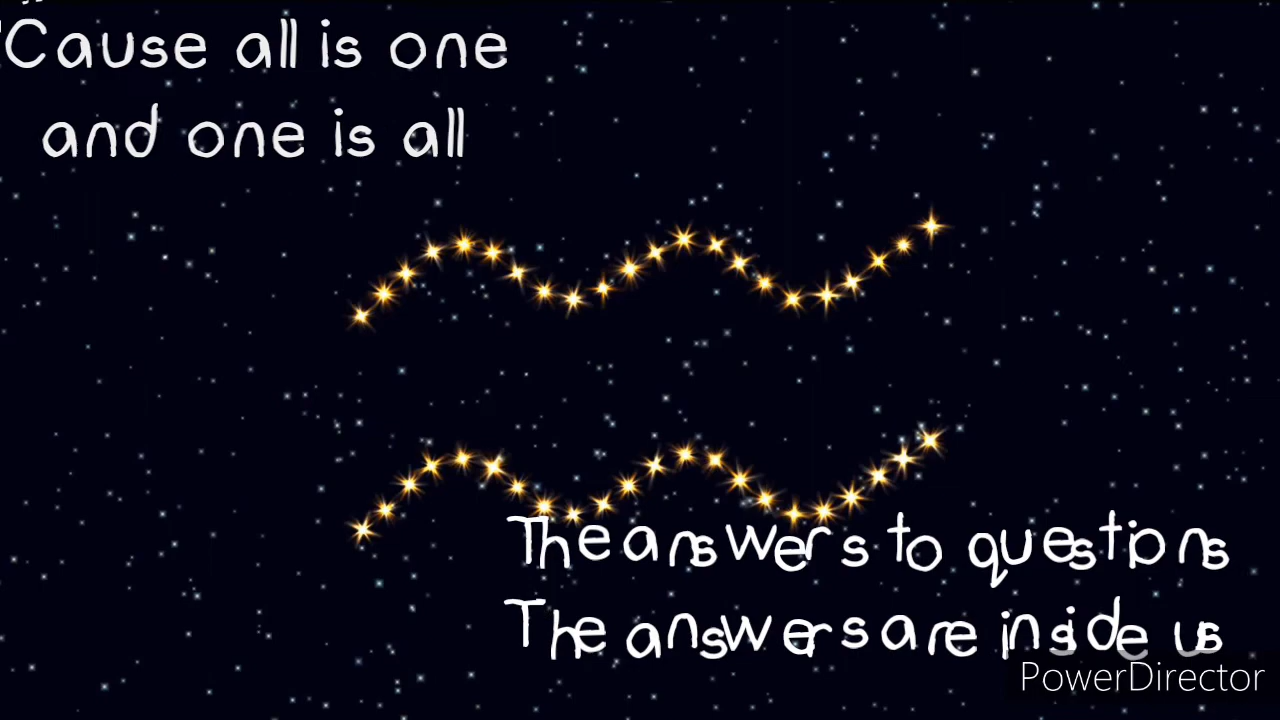 'Cause all is one
and one is all
The answers to questions
The answers are inside us
PowerDirector